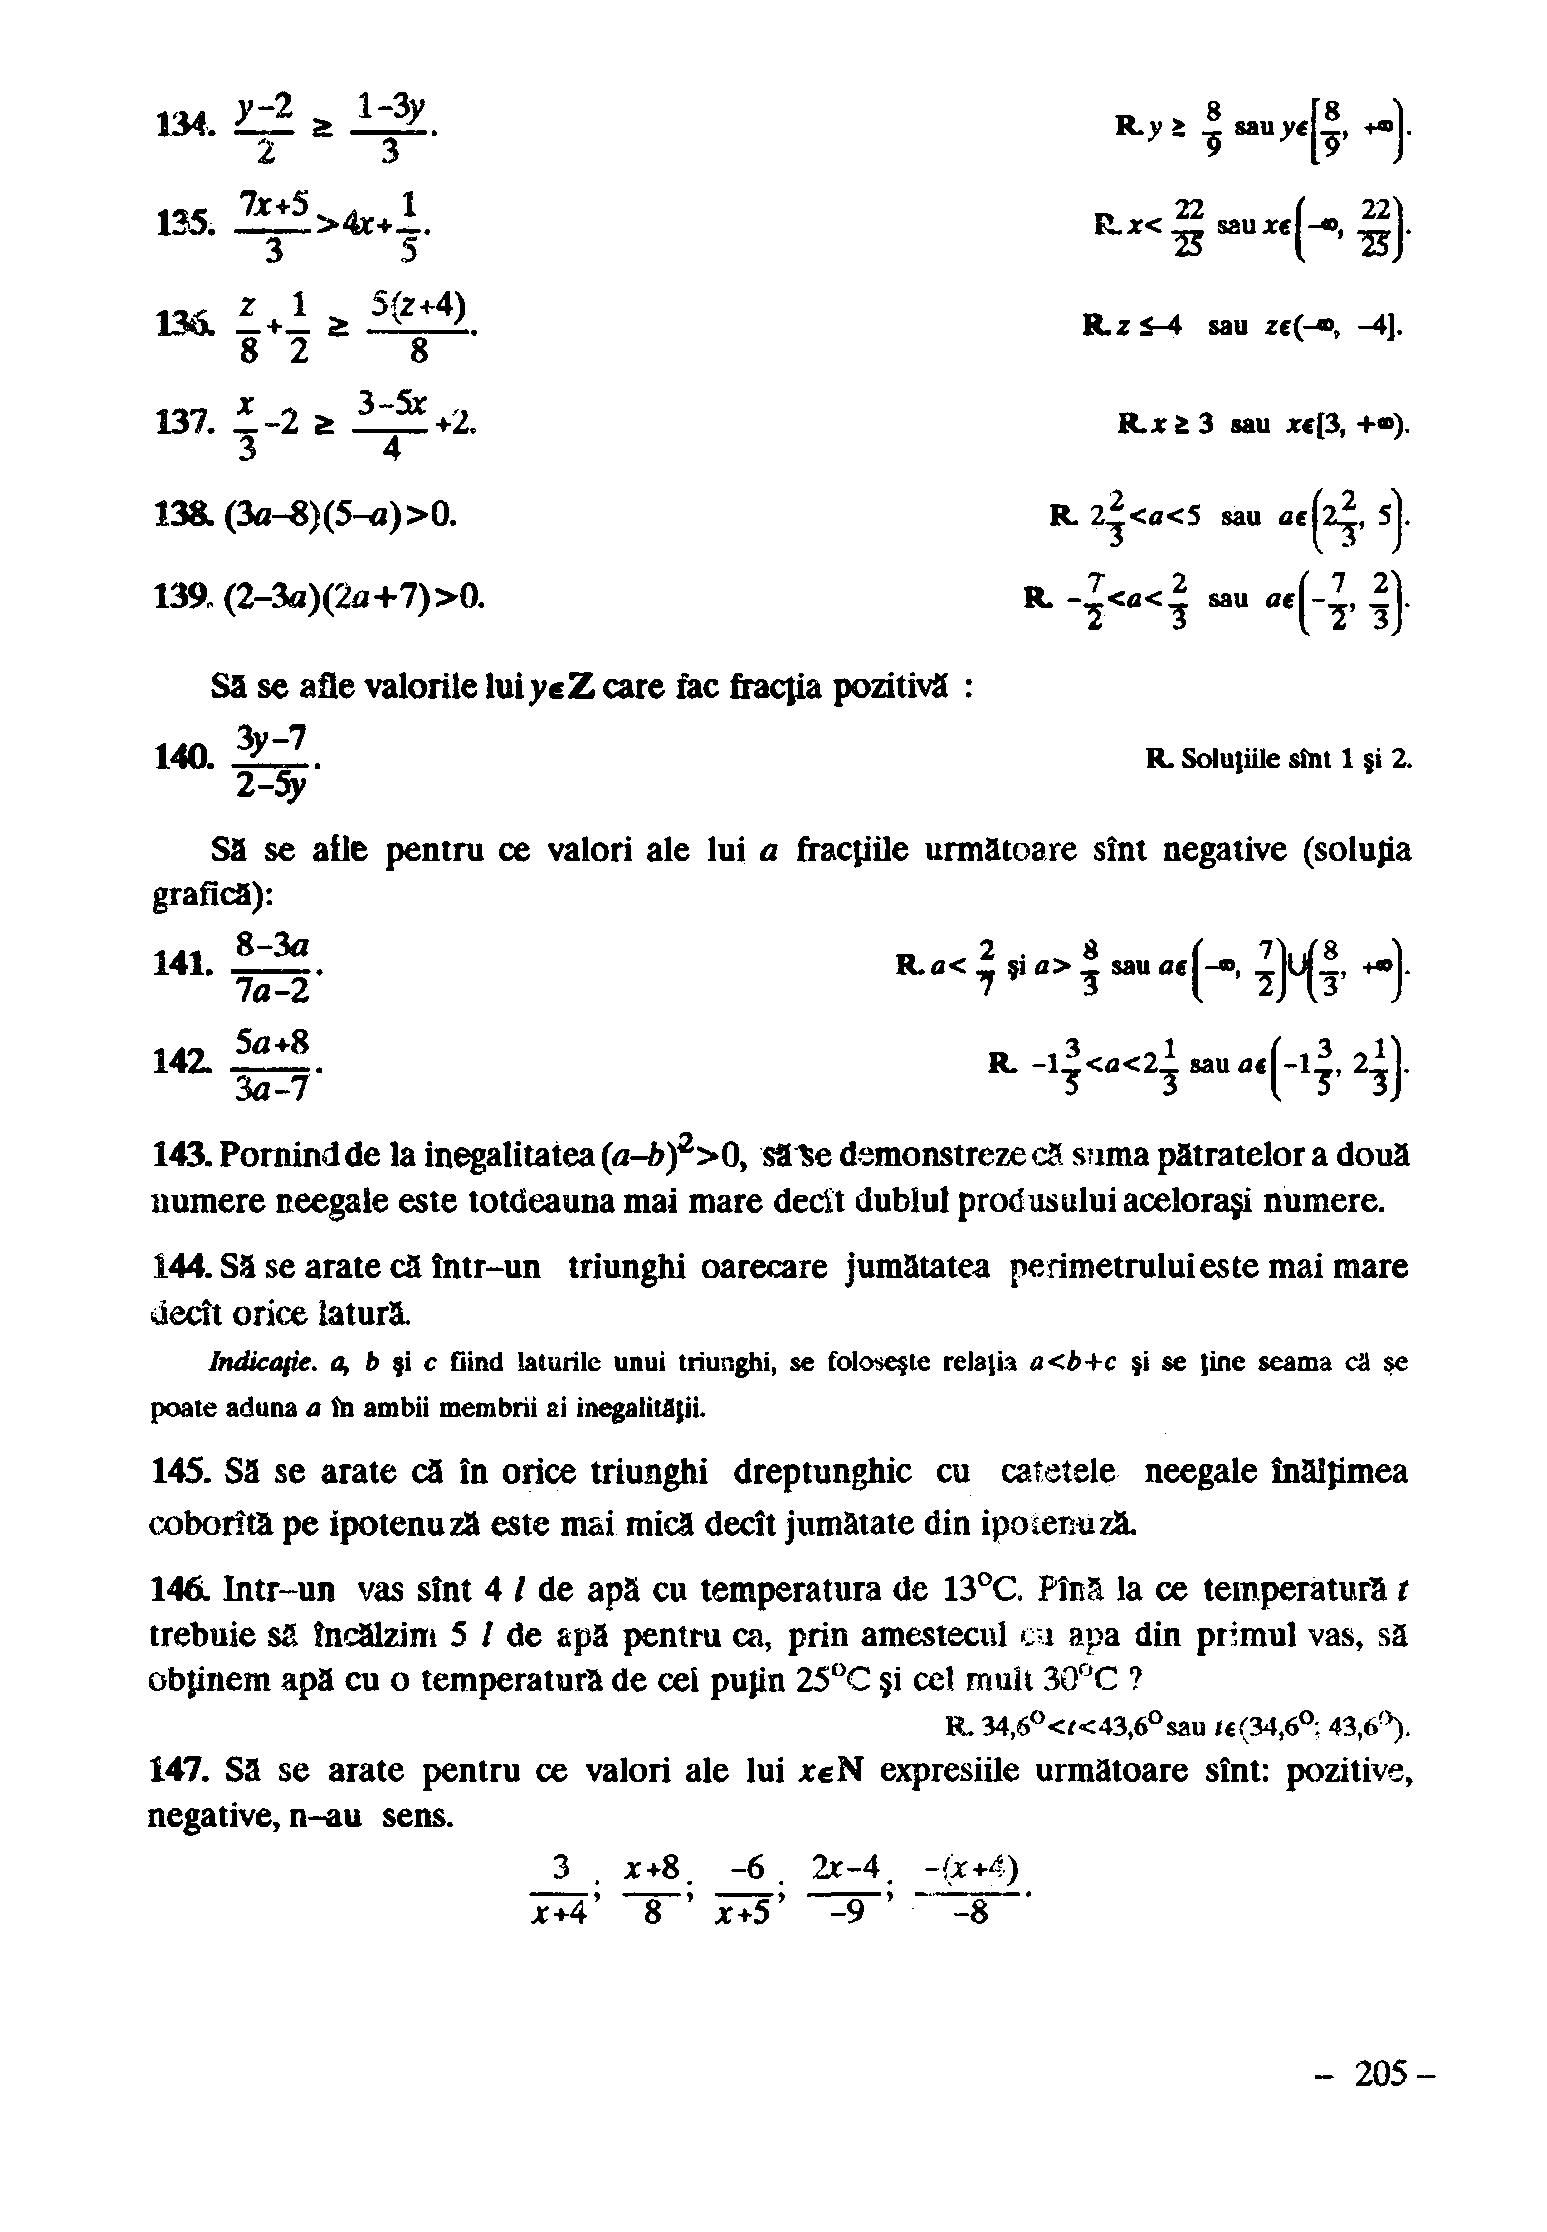 134. (y-2)/2 ≥ (1-3y)/3. R. y ≥ 8/9 sau yϵ[8/9, +∞).
135. (7x+5)/3 > 4x + 1/5. R. x < 22/25 sau xϵ(-∞, 22/25).
136. z/8 + 1/2 ≥ 5(z+4)/8. R. z ≤ -4 sau zϵ(-∞, -4].
137. x/3 -2 ≥ (3-5x)/4 +2. R. x ≥ 3 sau xϵ[3, +∞).
138. (3a-8)(5-a)>0. R. 2 2/3<a<5 sau aϵ(2 2/3, 5).
139. (2-3a)(2a+7)>0. R. -7/2<a<2/3 sau aϵ(-7/2, 2/3).
Să se afle valorile lui yϵZ care fac fracţia pozitivă :
140. (3y-7)/(2-5y). R. Soluţiile sînt 1 şi 2.
Să se afle pentru ce valori ale lui a fracţiile următoare sînt negative (soluţia
grafică):
141. (8-3a)/(7a-2). R. a< 2/7 şi a> 8/3 sau aϵ(-∞, 7/2)∪(8/3, +∞).
142. (5a+8)/(3a-7). R. -1 3/5<a<2 1/3 sau aϵ(-1 3/5, 2 1/3).
143. Pornind de la inegalitatea (a-b)²>0, să se demonstreze că suma pătratelor a două
numere neegale este totdeauna mai mare decît dublul produsului aceloraşi numere.
144. Să se arate că într-un triunghi oarecare jumătatea perimetrului este mai mare
decît orice latură.
Indicaţie. a, b şi c fiind laturile unui triunghi, se foloseşte relaţia a<b+c şi se ţine seama că se
poate aduna a în ambii membrii ai inegalităţii.
145. Să se arate că în orice triunghi dreptunghic cu catetele neegale înălţimea
coborîtă pe ipotenuză este mai mică decît jumătate din ipotenuză.
146. Intr-un vas sînt 4 l de apă cu temperatura de 13°C. Pînă la ce temperatură t
trebuie să încălzim 5 l de apă pentru ca, prin amestecul cu apa din primul vas, să
obţinem apă cu o temperatură de cel puţin 25°C şi cel mult 30°C ?
R. 34,6°<t<43,6° sau tϵ(34,6°; 43,6°).
147. Să se arate pentru ce valori ale lui xϵN expresiile următoare sînt: pozitive,
negative, n-au sens.
3/(x+4); (x+8)/8; -6/(x+5); (2x-4)/-9; -(x+4)/-8.
- 205 -